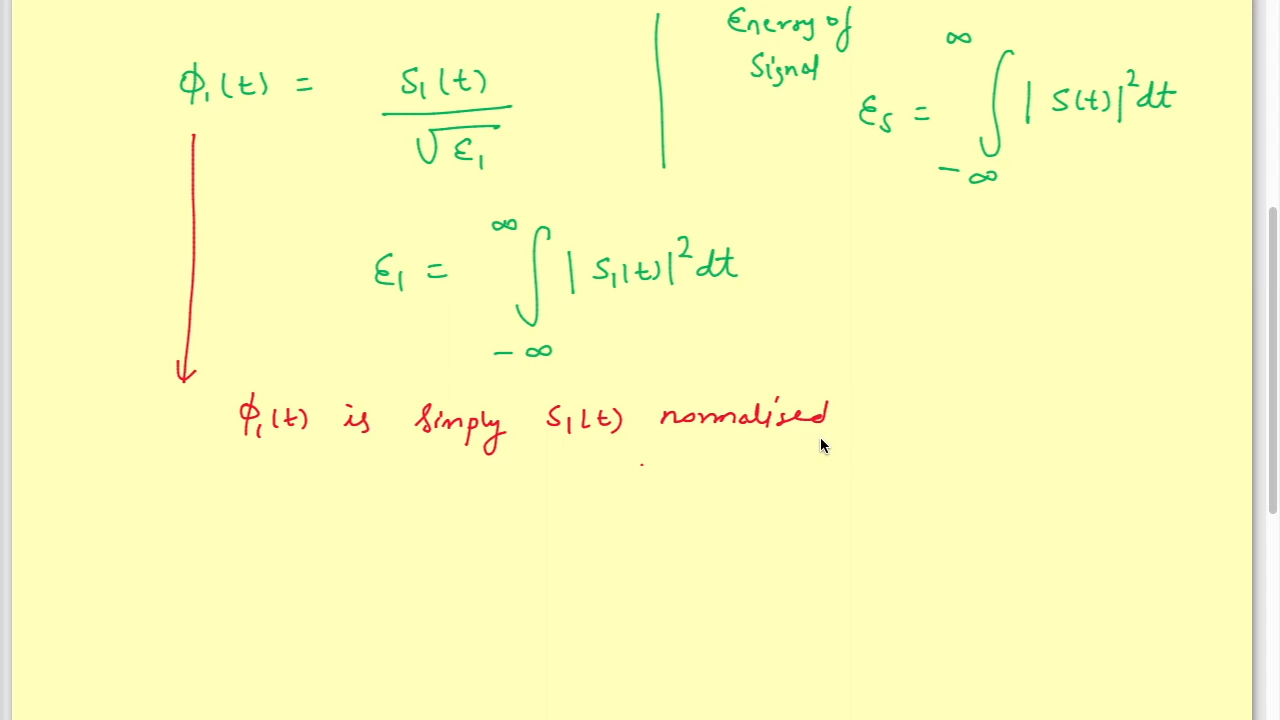 ϕ₁(t) = S₁(t) / √ε₁
Energy of
Signal
ε_s = ∫_{-∞}^{∞} | S(t)|² dt
ε₁ = ∫_{-∞}^{∞} | S₁(t)|² dt
ϕ₁(t) is simply S₁(t) normalised